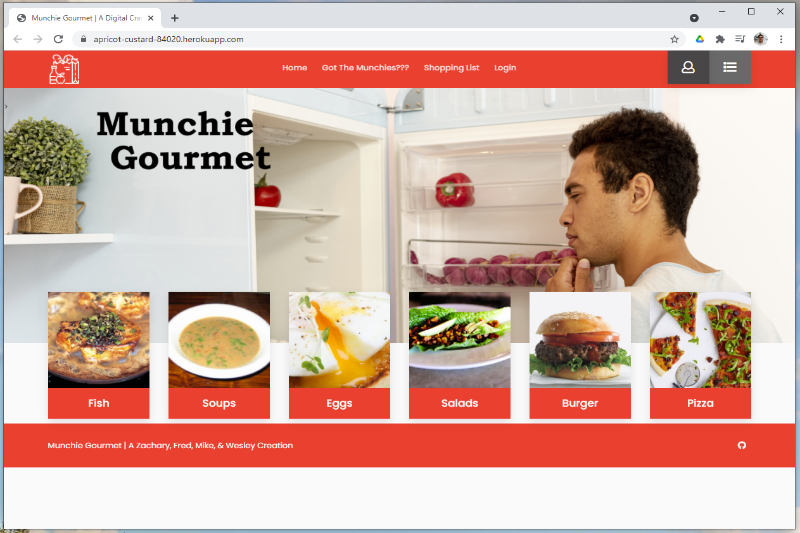 Munchie Gourmet | A Digital
apricot-custard-84020.herokuapp.com
Home Got The Munchies??? Shopping List Login
Munchie
Gourmet
Fish Soups Eggs Salads Burger Pizza
Munchie Gourmet | A Zachary, Fred, Mike, & Wesley Creation